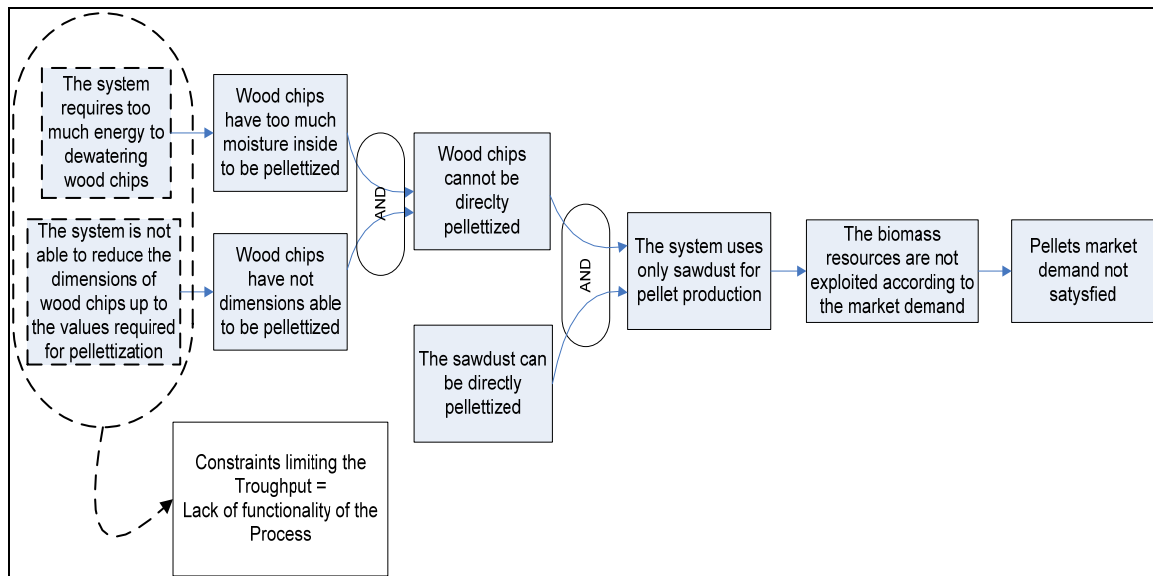 The system
requires too
much energy to
dewatering
wood chips
Wood chips
have too much
moisture inside
to be pellettized
AND
Wood chips
cannot be
direclty
pellettized
The system is not
able to reduce the
dimensions of
wood chips up to
the values required
for pellettization
Wood chips
have not
dimensions able
to be pellettized
AND
The system uses
only sawdust for
pellet production
The biomass
resources are not
exploited according to
the market demand
Pellets market
demand not
satysfied
The sawdust can
be directly
pellettized
Constraints limiting the
Troughput =
Lack of functionality of the
Process